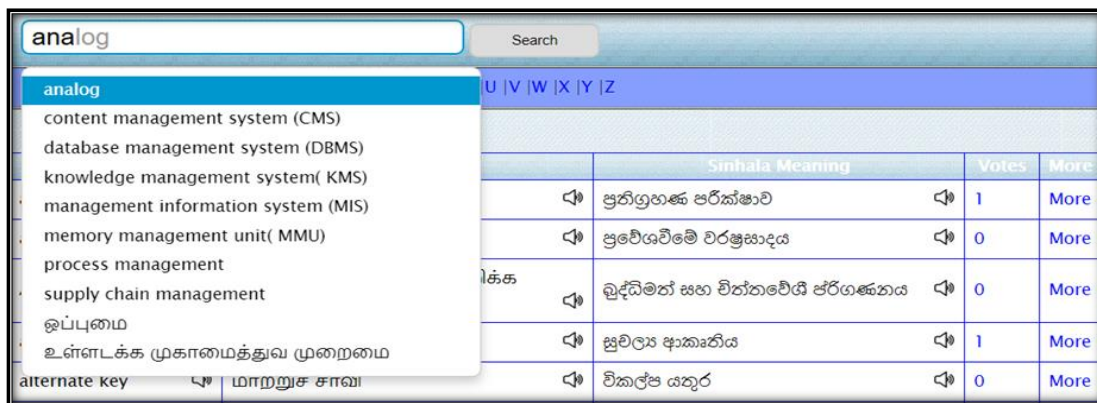 analog
Search
analog
content management system (CMS)
database management system (DBMS)
knowledge management system( KMS)
management information system (MIS)
memory management unit( MMU)
process management
supply chain management
ஒப்புமை
உள்ளடக்க முகாமைத்துவ முறைமை
|U |V |W |X |Y |Z
Sinhala Meaning Votes More
ප්‍රතිග්‍රහණ පරීක්ෂාව 1 More
ප්‍රවේශවීමේ වරප්‍රසාදය 0 More
බුද්ධිමත් සහ චිත්තවේගී ප්රිගණනය 0 More
සුචල්‍ය ආකෘතිය 1 More
alternate key மாற்றுச் சாவி විකල්ප යතුර 0 More